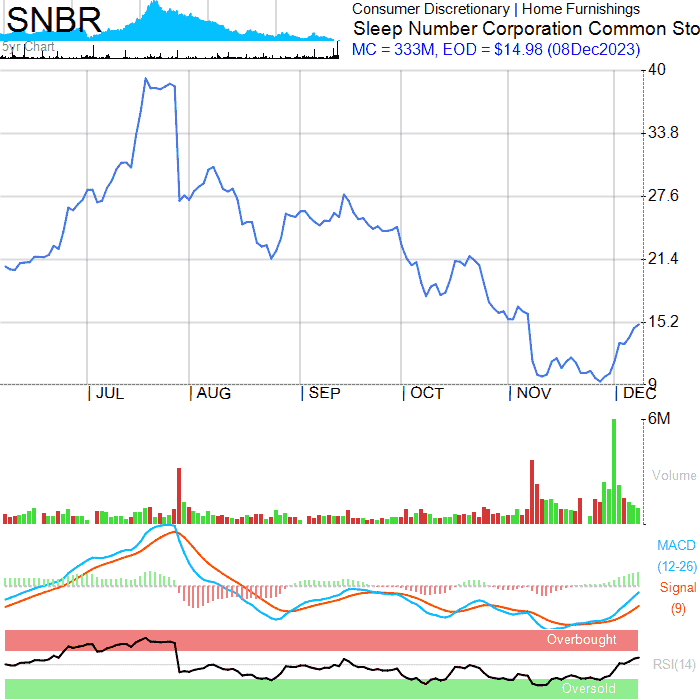 SNBR
5yr Chart
Consumer Discretionary | Home Furnishings
Sleep Number Corporation Common Sto
MC = 333M, EOD = $14.98 (08Dec2023)
40
33.8
27.6
21.4
15.2
9
| JUL | AUG | SEP | OCT | NOV | DEC
6M
Volume
MACD
(12-26)
Signal
(9)
Overbought
RSI(14)
Oversold